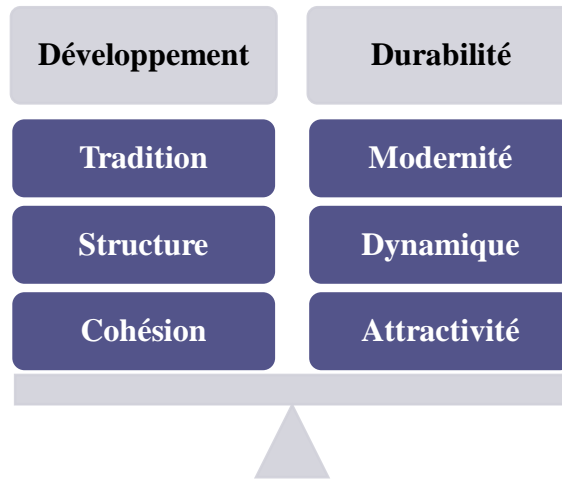 Développement
Durabilité
Tradition
Modernité
Structure
Dynamique
Cohésion
Attractivité